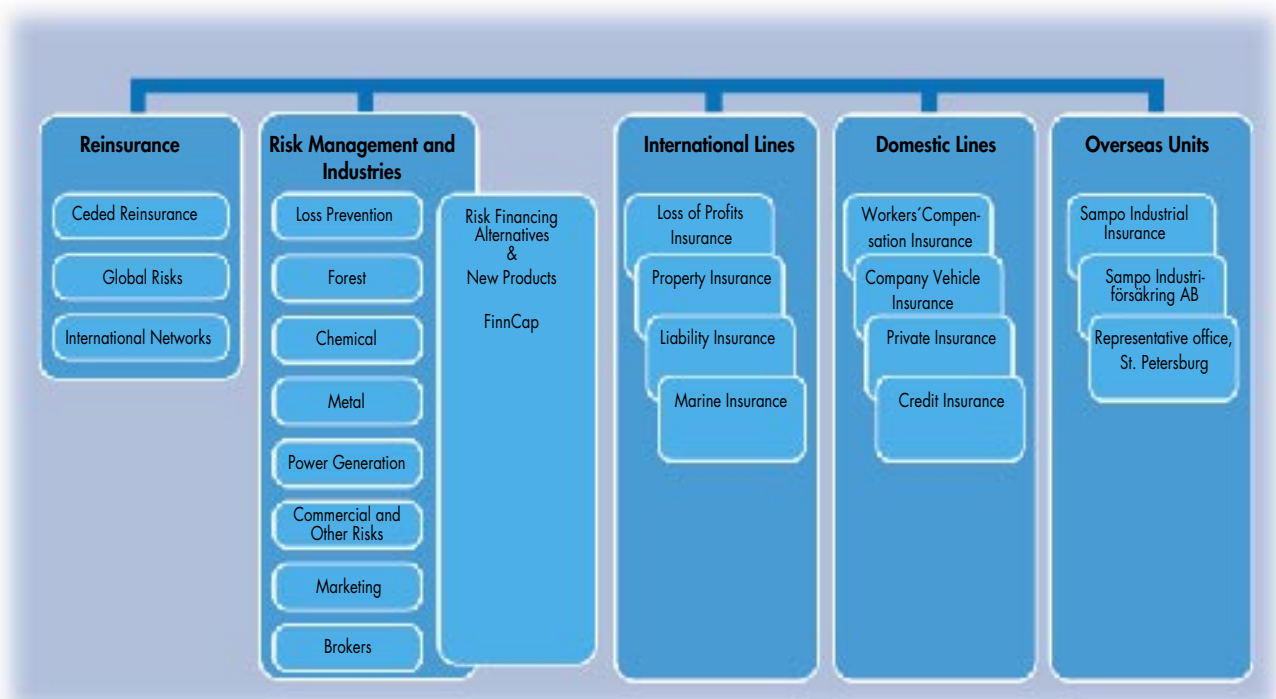 Reinsurance
Ceded Reinsurance
Global Risks
International Networks
Risk Management and
Industries
Loss Prevention
Forest
Chemical
Metal
Power Generation
Commercial and
Other Risks
Marketing
Brokers
Risk Financing
Alternatives
&
New Products
FinnCap
International Lines
Loss of Profits
Insurance
Property Insurance
Liability Insurance
Marine Insurance
Domestic Lines
Workers´Compen-
sation Insurance
Company Vehicle
Insurance
Private Insurance
Credit Insurance
Overseas Units
Sampo Industrial
Insurance
Sampo Industri-
försäkring AB
Representative office,
St. Petersburg